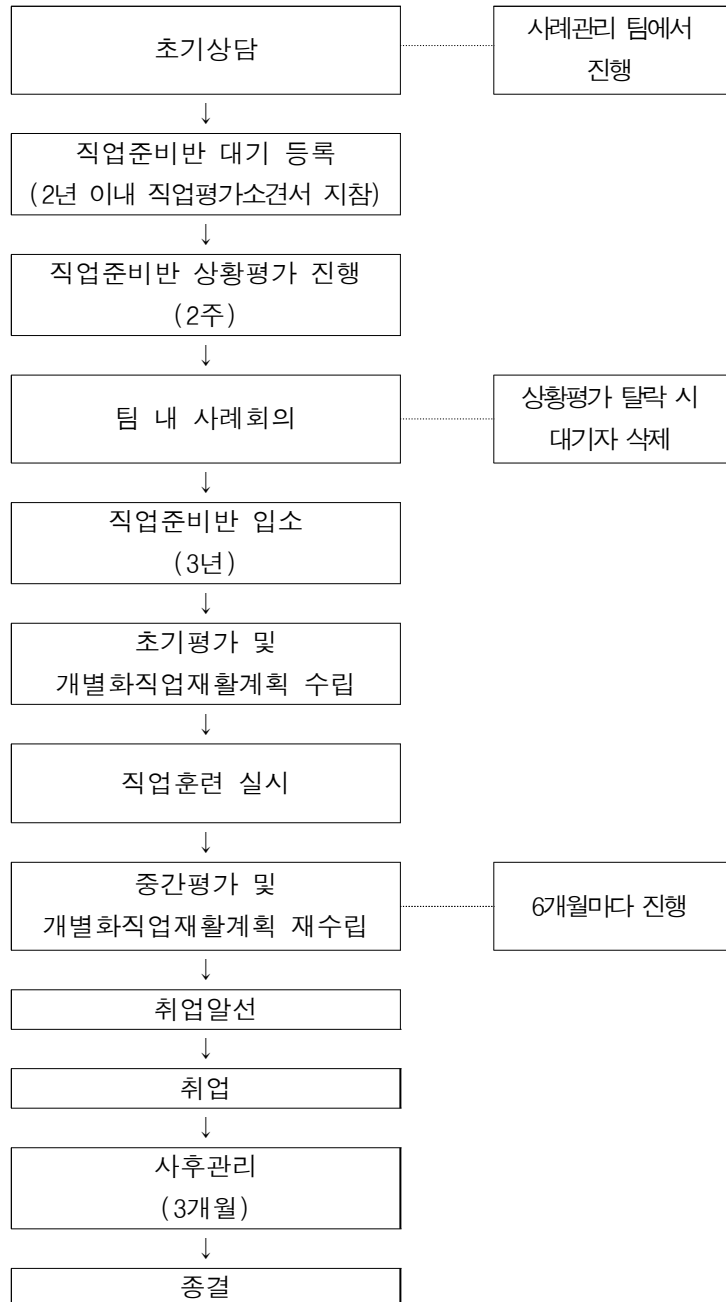 초기상담
사례관리 팀에서
진행
↓
직업준비반 대기 등록
(2년 이내 직업평가소견서 지참)
↓
직업준비반 상황평가 진행
(2주)
↓
팀 내 사례회의
상황평가 탈락 시
대기자 삭제
↓
직업준비반 입소
(3년)
↓
초기평가 및
개별화직업재활계획 수립
↓
직업훈련 실시
↓
중간평가 및
개별화직업재활계획 재수립
6개월마다 진행
↓
취업알선
↓
취업
↓
사후관리
(3개월)
↓
종결